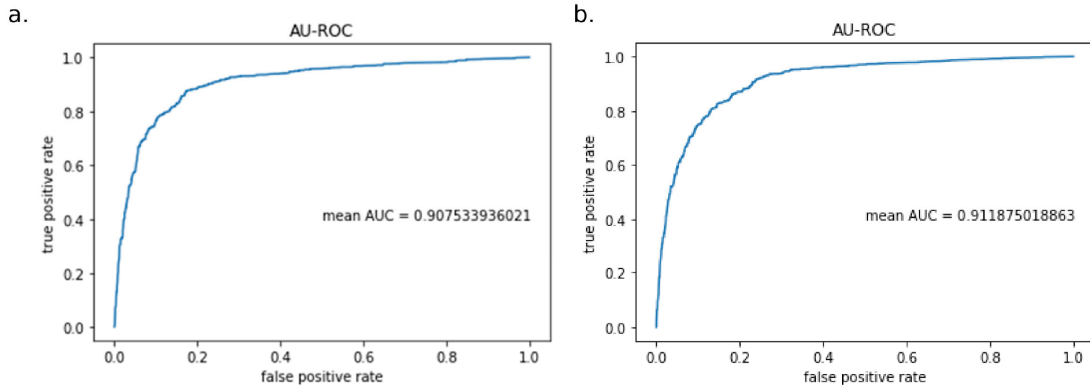 a.
AU-ROC
1.0
0.8
0.6
0.4
0.2
0.0
true positive rate
mean AUC = 0.907533936021
0.0 0.2 0.4 0.6 0.8 1.0
false positive rate
b.
AU-ROC
1.0
0.8
0.6
0.4
0.2
0.0
true positive rate
mean AUC = 0.911875018863
0.0 0.2 0.4 0.6 0.8 1.0
false positive rate